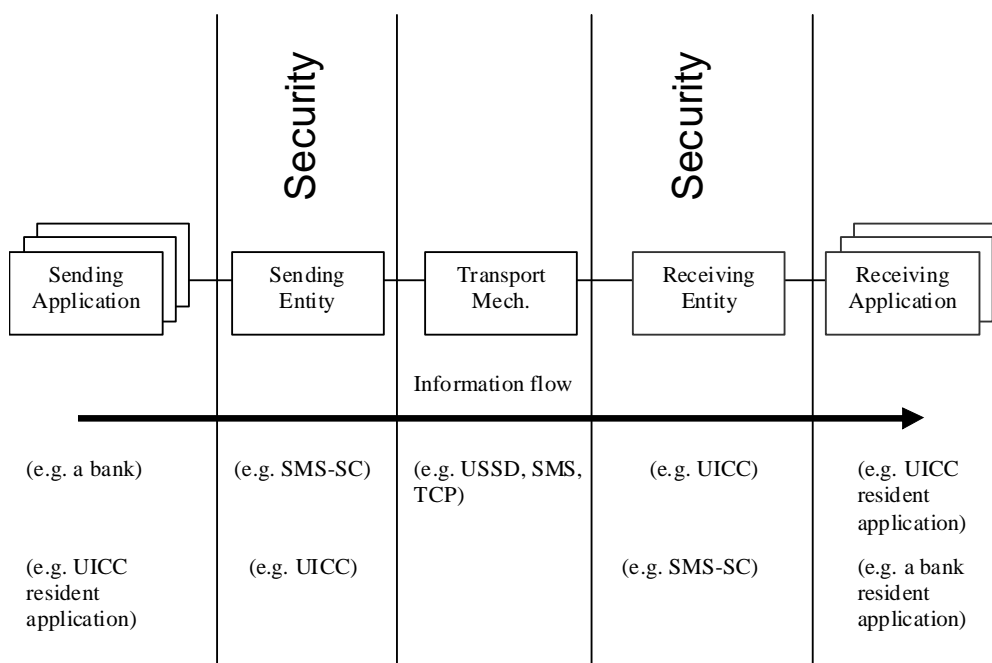 Security
Security
Sending
Application
Sending
Entity
Transport
Mech.
Receiving
Entity
Receiving
Application
Information flow
(e.g. a bank)
(e.g. SMS-SC)
(e.g. USSD, SMS,
TCP)
(e.g. UICC)
(e.g. UICC
resident
application)
(e.g. UICC
resident
application)
(e.g. UICC)
(e.g. SMS-SC)
(e.g. a bank
resident
application)